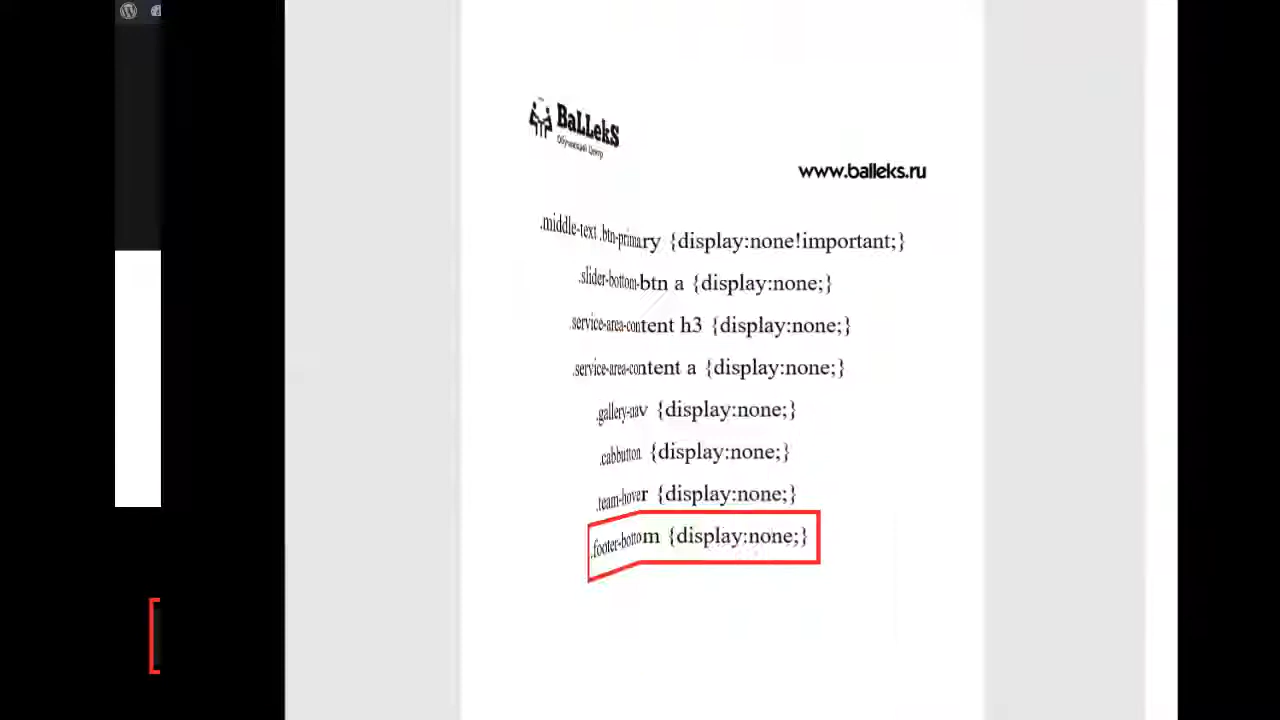 BaLLekS
Обучающий Центр
www.balleks.ru
.middle-text .btn-primary {display:none!important;}
.slider-bottom-btn a {display:none;}
.service-area-content h3 {display:none;}
.service-area-content a {display:none;}
.gallery-nav {display:none;}
.cabbutton {display:none;}
.team-hover {display:none;}
.footer-bottom {display:none;}